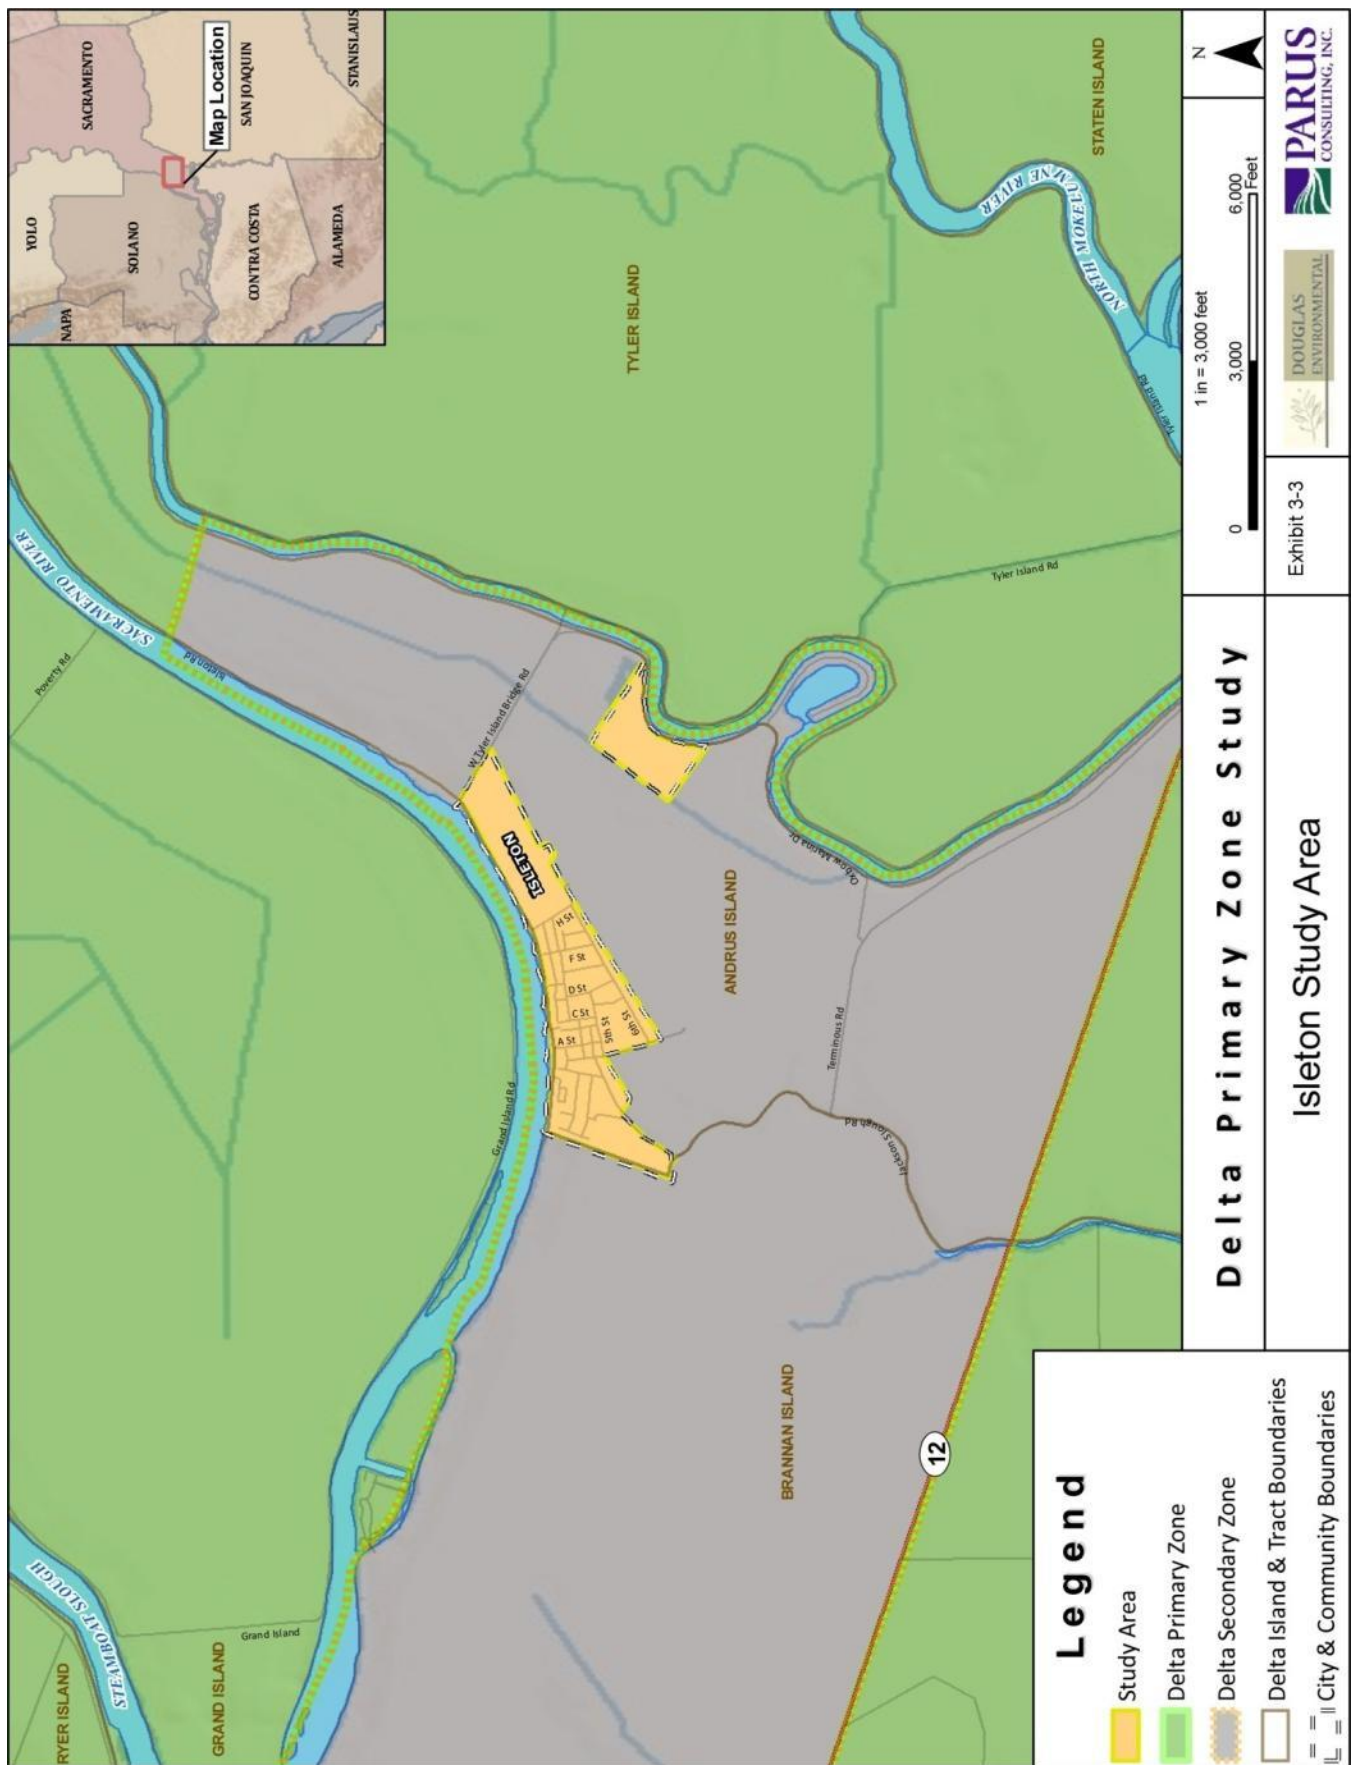 YOLO
NAPA
SACRAMENTO
SOLANO
Map Location
SAN JOAQUIN
CONTRA COSTA
ALAMEDA
STANISLAUS
STEAMBOAT SLOUGH
RYER ISLAND
GRAND ISLAND
Grand Island
Grand Island Rd
Poverty Rd
SACRAMENTO RIVER
Isleton Rd
W Tyler Island Bridge Rd
TYLER ISLAND
ISLETON
H St
F St
D St
C St
A St
5th St
6th St
ANDRUS ISLAND
BRANNAN ISLAND
Oxbow Marina Dr
Terminous Rd
Jackson Slough Rd
Tyler Island Rd
Tyler Island Rd
NORTH MOKELUMNE RIVER
STATEN ISLAND
12
Legend
Study Area
Delta Primary Zone
Delta Secondary Zone
Delta Island & Tract Boundaries
City & Community Boundaries
Delta Primary Zone Study
Isleton Study Area
1 in = 3,000 feet
0 3,000 6,000
Feet
N
Exhibit 3-3
DOUGLAS
ENVIRONMENTAL
PARUS
CONSULTING, INC.